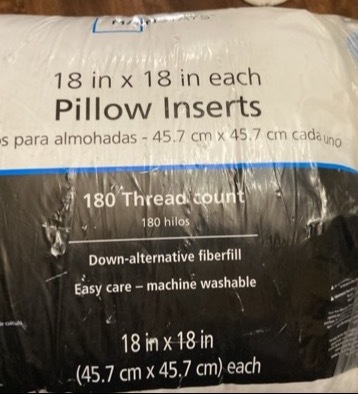 18 in x 18 in each
Pillow Inserts
para almohadas - 45.7 cm x 45.7 cm cada uno
180 Thread count
180 hilos
Down-alternative fiberfill
Easy care – machine washable
18 in x 18 in
(45.7 cm x 45.7 cm) each